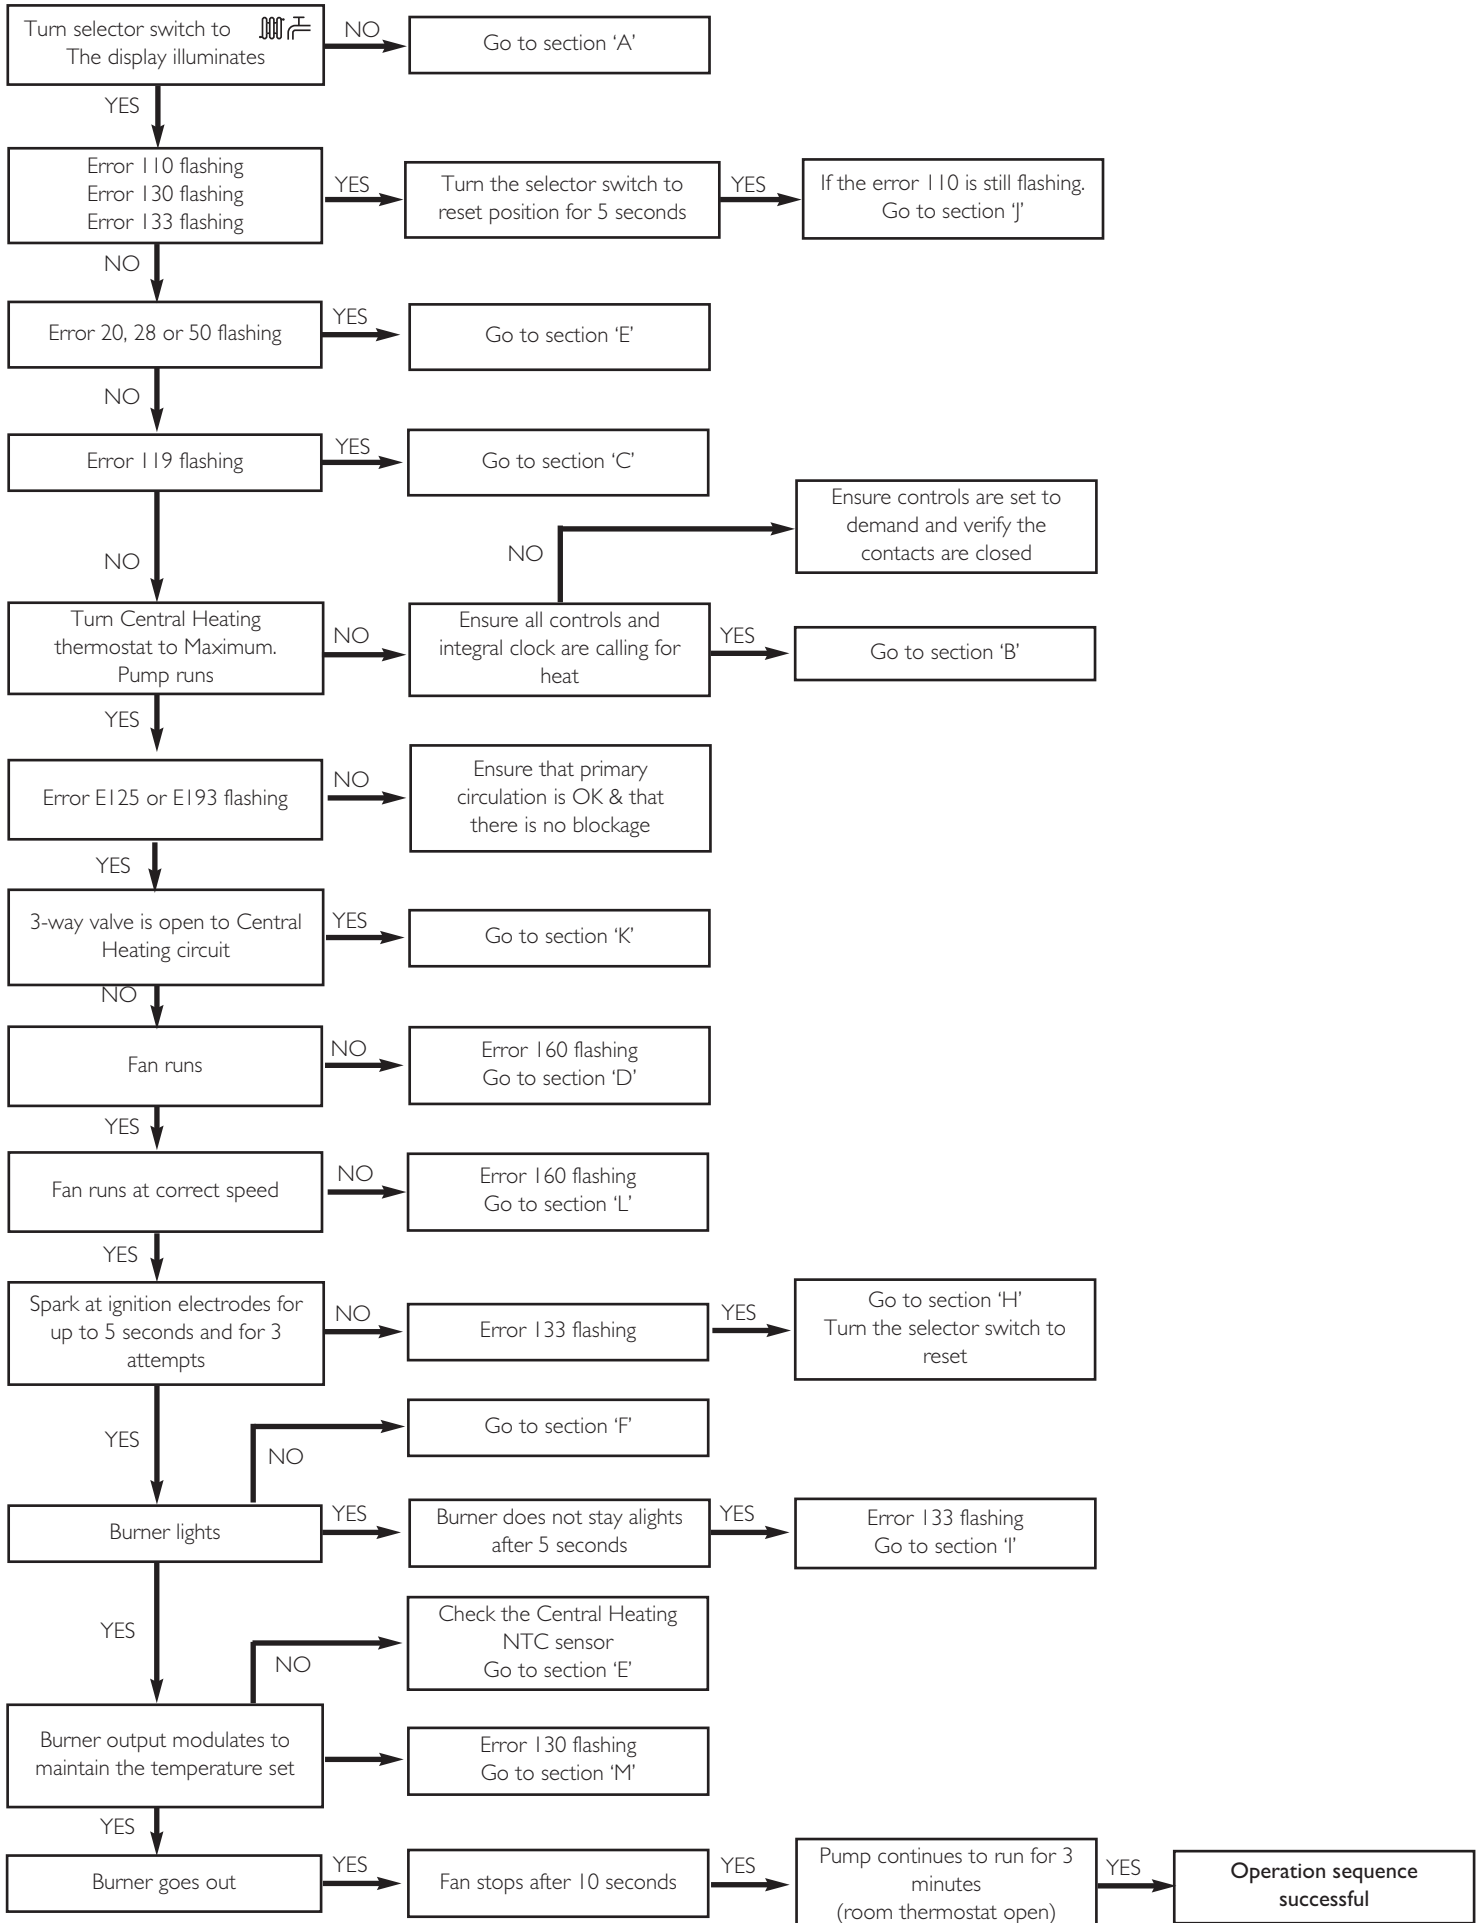 Turn selector switch to
The display illuminates
NO
Go to section ‘A’
YES
Error 110 flashing
Error 130 flashing
Error 133 flashing
YES
Turn the selector switch to
reset position for 5 seconds
YES
If the error 110 is still flashing.
Go to section ‘J’
NO
Error 20, 28 or 50 flashing
YES
Go to section ‘E’
NO
Error 119 flashing
YES
Go to section ‘C’
NO
Turn Central Heating
thermostat to Maximum.
Pump runs
NO
Ensure all controls and
integral clock are calling for
heat
NO
Ensure controls are set to
demand and verify the
contacts are closed
YES
Go to section ‘B’
YES
Error E125 or E193 flashing
NO
Ensure that primary
circulation is OK & that
there is no blockage
YES
3-way valve is open to Central
Heating circuit
YES
Go to section ‘K’
NO
Fan runs
NO
Error 160 flashing
Go to section ‘D’
YES
Fan runs at correct speed
NO
Error 160 flashing
Go to section ‘L’
YES
Spark at ignition electrodes for
up to 5 seconds and for 3
attempts
NO
Error 133 flashing
YES
Go to section ‘H’
Turn the selector switch to
reset
YES
NO
Go to section ‘F’
Burner lights
YES
Burner does not stay alights
after 5 seconds
YES
Error 133 flashing
Go to section ‘I’
YES
NO
Check the Central Heating
NTC sensor
Go to section ‘E’
Burner output modulates to
maintain the temperature set
Error 130 flashing
Go to section ‘M’
YES
Burner goes out
YES
Fan stops after 10 seconds
YES
Pump continues to run for 3
minutes
(room thermostat open)
YES
Operation sequence
successful